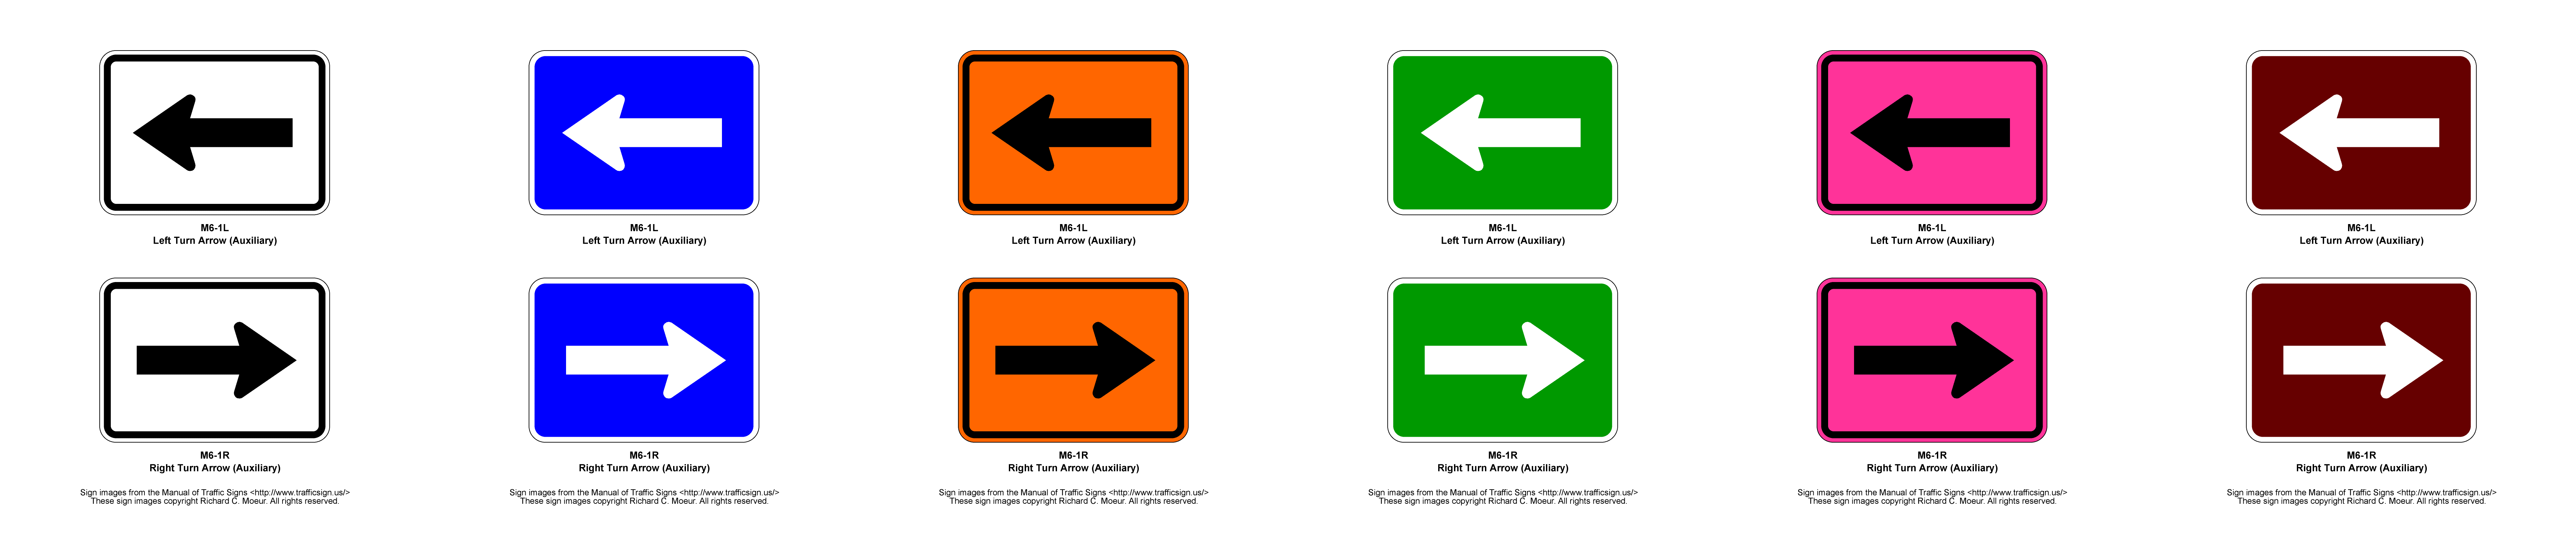 M6-1L
Left Turn Arrow (Auxiliary)
M6-1L
Left Turn Arrow (Auxiliary)
M6-1L
Left Turn Arrow (Auxiliary)
M6-1L
Left Turn Arrow (Auxiliary)
M6-1L
Left Turn Arrow (Auxiliary)
M6-1L
Left Turn Arrow (Auxiliary)
M6-1R
Right Turn Arrow (Auxiliary)
M6-1R
Right Turn Arrow (Auxiliary)
M6-1R
Right Turn Arrow (Auxiliary)
M6-1R
Right Turn Arrow (Auxiliary)
M6-1R
Right Turn Arrow (Auxiliary)
M6-1R
Right Turn Arrow (Auxiliary)
Sign images from the Manual of Traffic Signs <http://www.trafficsign.us/>
These sign images copyright Richard C. Moeur. All rights reserved.
Sign images from the Manual of Traffic Signs <http://www.trafficsign.us/>
These sign images copyright Richard C. Moeur. All rights reserved.
Sign images from the Manual of Traffic Signs <http://www.trafficsign.us/>
These sign images copyright Richard C. Moeur. All rights reserved.
Sign images from the Manual of Traffic Signs <http://www.trafficsign.us/>
These sign images copyright Richard C. Moeur. All rights reserved.
Sign images from the Manual of Traffic Signs <http://www.trafficsign.us/>
These sign images copyright Richard C. Moeur. All rights reserved.
Sign images from the Manual of Traffic Signs <http://www.trafficsign.us/>
These sign images copyright Richard C. Moeur. All rights reserved.